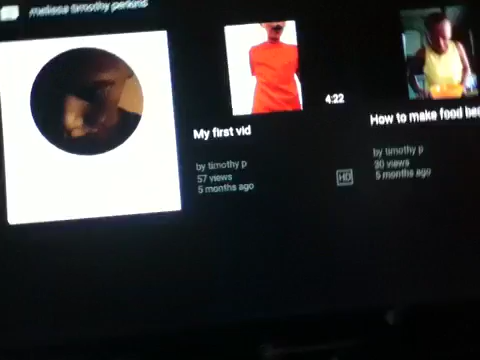 melissa timothy perkins
4:22
My first vid
by timothy p
57 views
5 months ago
HD
How to make food bee
by timothy p
30 views
5 months ago